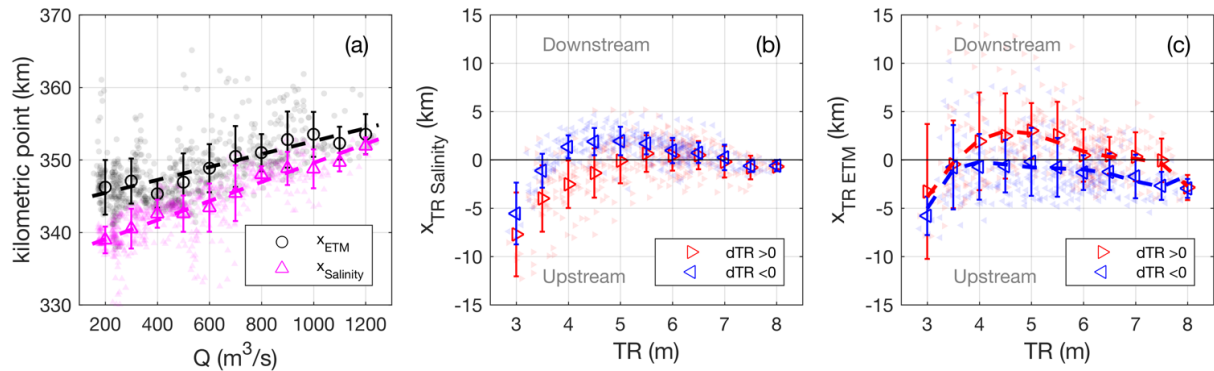 370
360
350
340
330
kilometric point (km)
200 400 600 800 1000 1200
Q (m³/s)
(a)
x_ETM
x_Salinity
15
10
5
0
-5
-10
-15
x_TR Salinity (km)
3 4 5 6 7 8
TR (m)
Downstream
(b)
Upstream
dTR >0
dTR <0
15
10
5
0
-5
-10
-15
x_TR ETM (km)
3 4 5 6 7 8
TR (m)
Downstream
(c)
Upstream
dTR >0
dTR <0